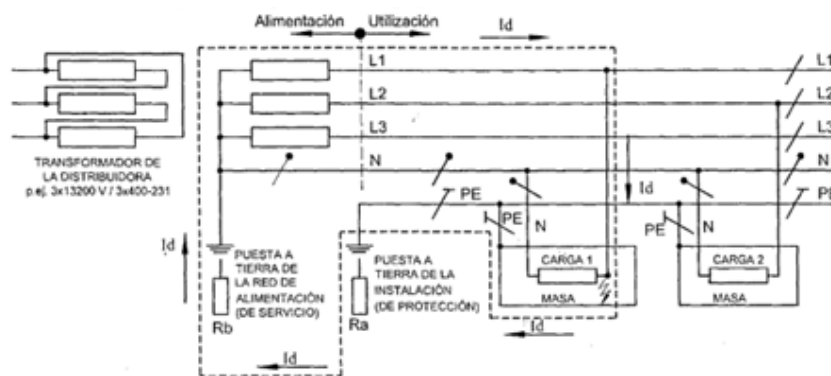 Alimentación Utilización
Id
L1 L1
L2 L2
L3 L3
N N
PE PE
Id
PE N
PE N
TRANSFORMADOR DE
LA DISTRIBUIDORA
p.ej. 3x13200 V / 3x400-231
Id
PUESTA A
TIERRA DE
LA RED DE
ALIMENTACIÓN
(DE SERVICIO)
Rb
PUESTA A
TIERRA DE LA
INSTALACIÓN
(DE PROTECCIÓN)
Ra
CARGA 1
MASA
CARGA 2
MASA
Id
Id